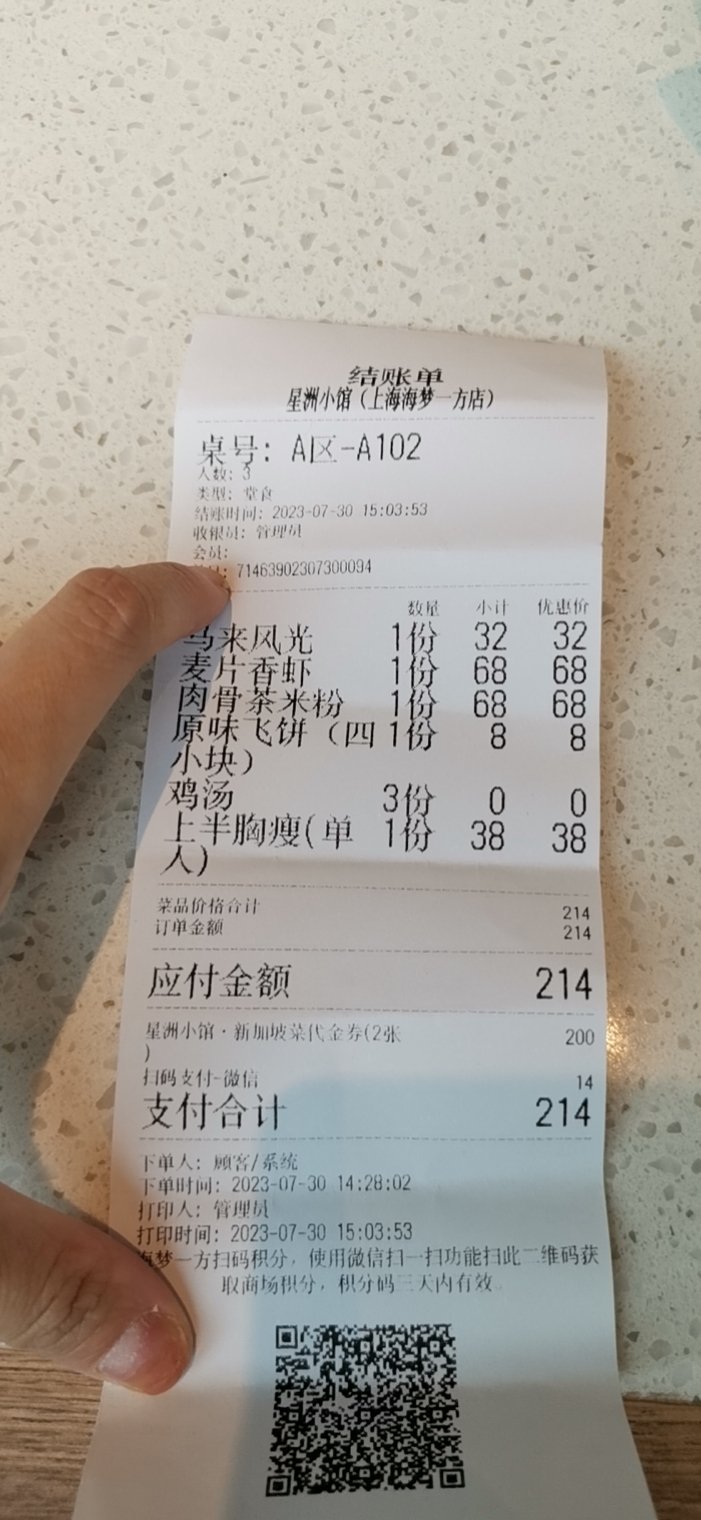 结账单
星洲小馆（上海海梦一方店）
桌号：A区-A102
人数：3
类型：堂食
结账时间：2023-07-30 15:03:53
收银员：管理员
会员：
：71463902307300094
数量 小计 优惠价
马来风光 1份 32 32
麦片香虾 1份 68 68
肉骨茶米粉 1份 68 68
原味飞饼（四 1份 8 8
小块）
鸡汤 3份 0 0
上半胸瘦(单 1份 38 38
人)
菜品价格合计 214
订单金额 214
应付金额 214
星洲小馆·新加坡菜代金券(2张 200
)
扫码支付-微信 14
支付合计 214
下单人：顾客/系统
下单时间：2023-07-30 14:28:02
打印人：管理员
打印时间：2023-07-30 15:03:53
海梦一方扫码积分，使用微信扫一扫功能扫此二维码获
取商场积分，积分码三天内有效。